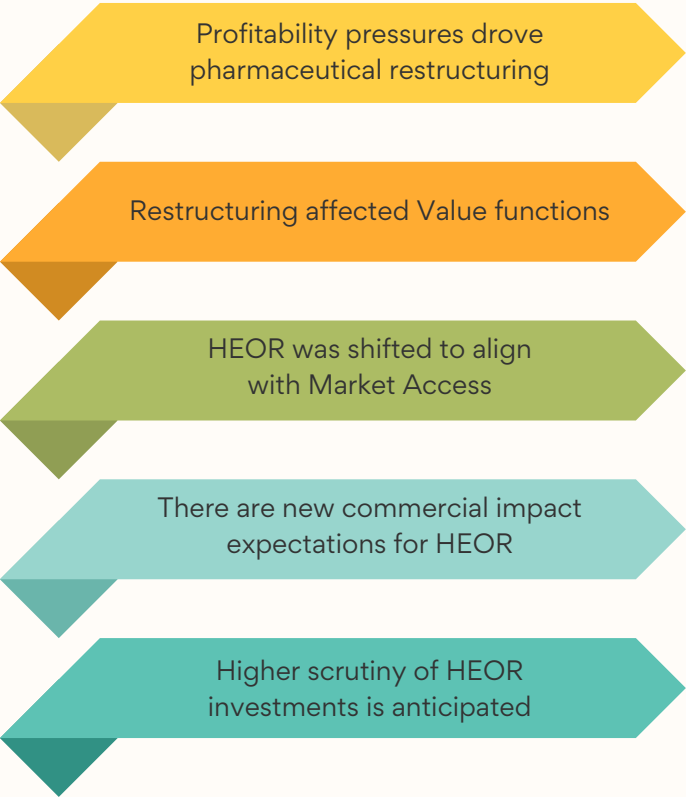 Profitability pressures drove
pharmaceutical restructuring
Restructuring affected Value functions
HEOR was shifted to align
with Market Access
There are new commercial impact
expectations for HEOR
Higher scrutiny of HEOR
investments is anticipated